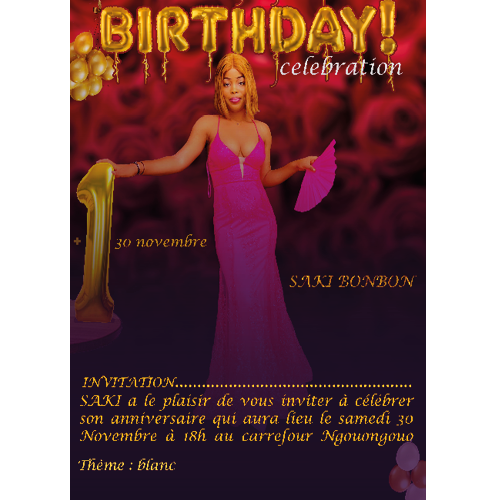 BIRTHDAY!
celebration
+ 1 30 novembre
SAKI BONBON
INVITATION......................................................
SAKI a le plaisir de vous inviter à célébrer
son anniversaire qui aura lieu le samedi 30
Novembre à 18h au carrefour Ngouongouo
Thème : blanc